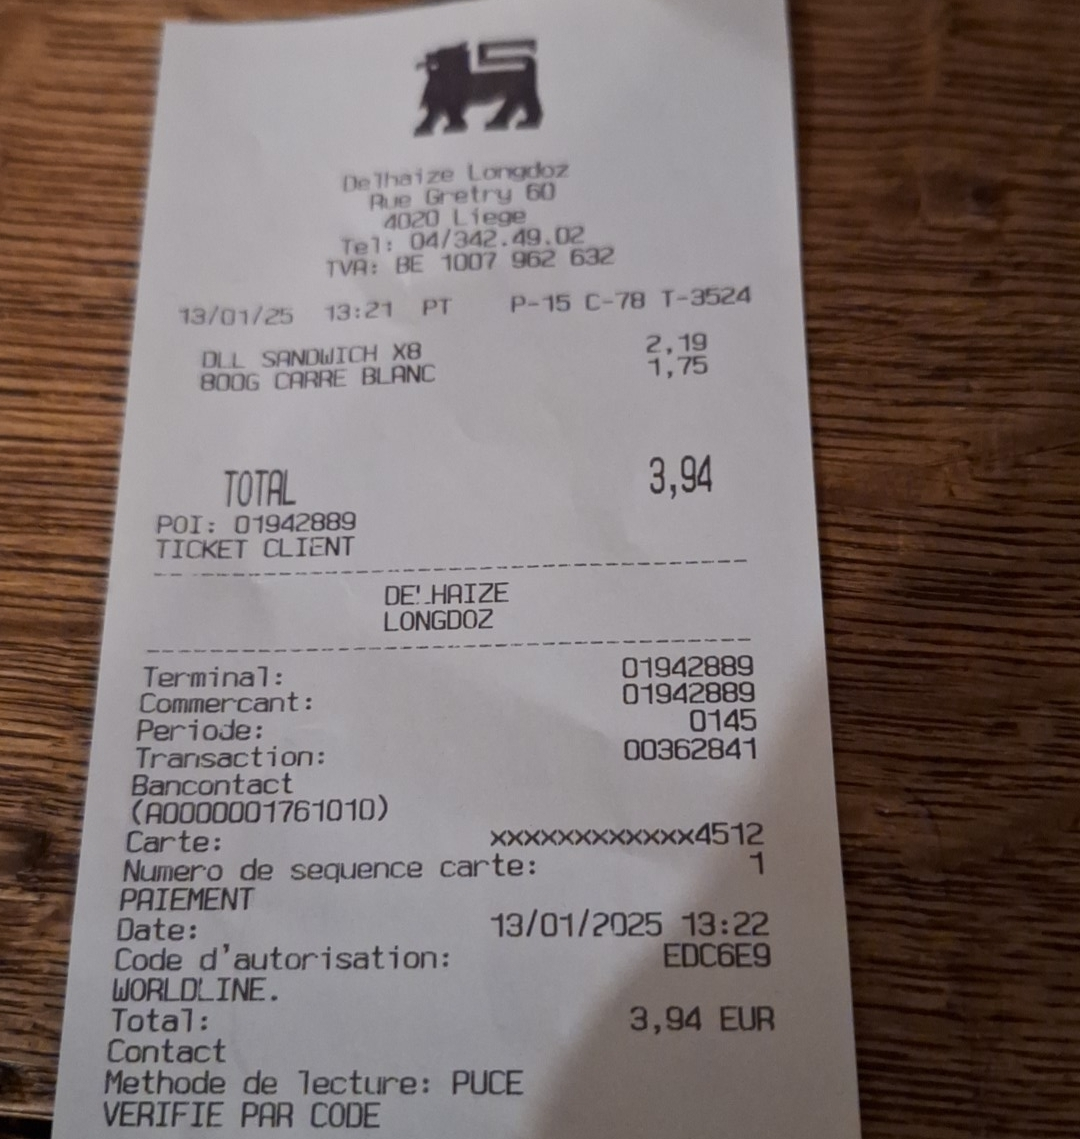 Delhaize Longdoz
Rue Gretry 60
4020 Liege
Tel: 04/342.49.02
TVA: BE 1007 962 632
13/01/25 13:21 PT P-15 C-78 T-3524
DLL SANDWICH X8 2,19
800G CARRE BLANC 1,75
TOTAL 3,94
POI: 01942889
TICKET CLIENT
DELHAIZE
LONGDOZ
Terminal: 01942889
Commercant: 01942889
Periode: 0145
Transaction: 00362841
Bancontact
(A0000001761010)
Carte: xxxxxxxxxxxxx4512
Numero de sequence carte: 1
PAIEMENT
Date: 13/01/2025 13:22
Code d'autorisation: EDC6E9
WORLDLINE.
Total: 3,94 EUR
Contact
Methode de lecture: PUCE
VERIFIE PAR CODE